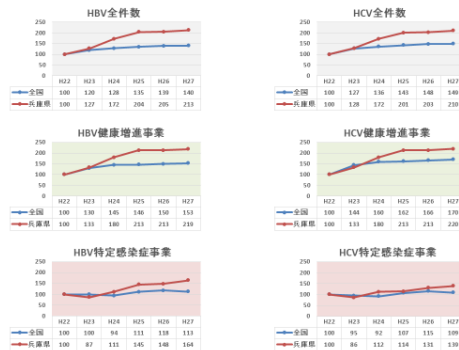 HBV全件数
250
200
150
100
50
0
H22 H23 H24 H25 H26 H27
全国 100 120 128 135 139 140
兵庫県 100 127 172 204 205 213
HCV全件数
250
200
150
100
50
0
H22 H23 H24 H25 H26 H27
全国 100 127 136 143 148 149
兵庫県 100 128 172 201 203 210
HBV健康増進事業
250
200
150
100
50
0
H22 H23 H24 H25 H26 H27
全国 100 130 145 146 150 153
兵庫県 100 133 180 213 213 219
HCV健康増進事業
250
200
150
100
50
0
H22 H23 H24 H25 H26 H27
全国 100 144 160 162 166 170
兵庫県 100 133 180 213 213 220
HBV特定感染症事業
250
200
150
100
50
0
H22 H23 H24 H25 H26 H27
全国 100 100 94 111 118 113
兵庫県 100 87 111 145 148 164
HCV特定感染症事業
250
200
150
100
50
0
H22 H23 H24 H25 H26 H27
全国 100 95 92 107 115 109
兵庫県 100 86 112 114 131 139